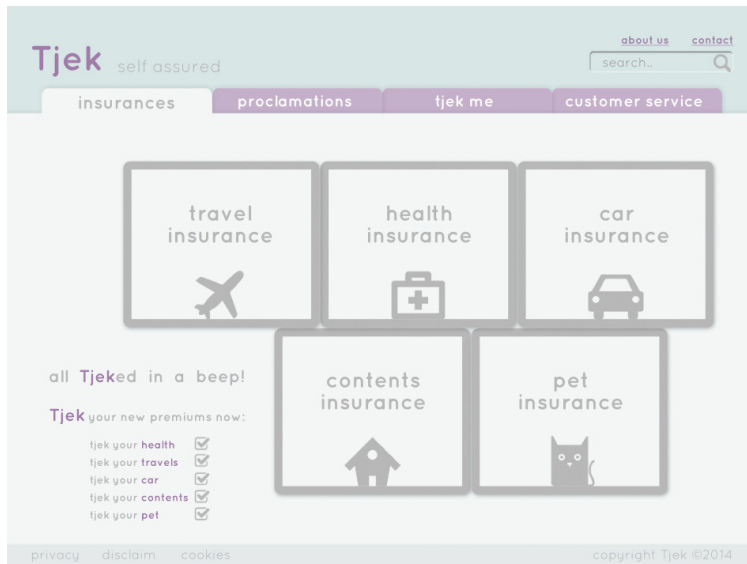 about us contact
Tjek self assured
search..
insurances proclamations tjek me customer service
travel
insurance
health
insurance
car
insurance
contents
insurance
pet
insurance
all Tjeked in a beep!
Tjek your new premiums now:
tjek your health
tjek your travels
tjek your car
tjek your contents
tjek your pet
privacy disclaim cookies
copyright Tjek ©2014